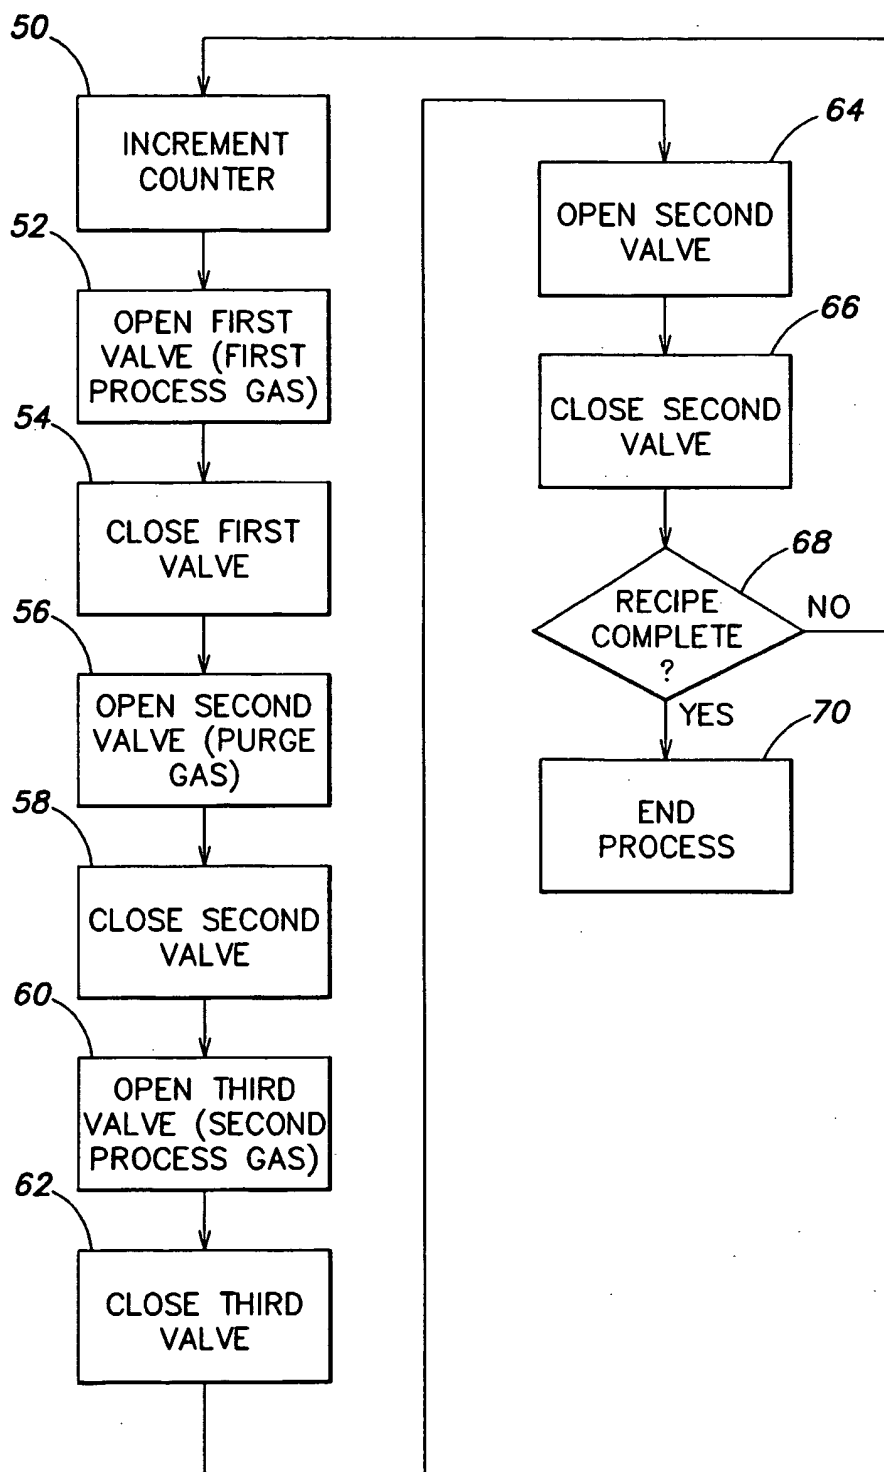 50
INCREMENT
COUNTER
52
OPEN FIRST
VALVE (FIRST
PROCESS GAS)
54
CLOSE FIRST
VALVE
56
OPEN SECOND
VALVE (PURGE
GAS)
58
CLOSE SECOND
VALVE
60
OPEN THIRD
VALVE (SECOND
PROCESS GAS)
62
CLOSE THIRD
VALVE
64
OPEN SECOND
VALVE
66
CLOSE SECOND
VALVE
68
RECIPE
COMPLETE
?
NO
YES
70
END
PROCESS